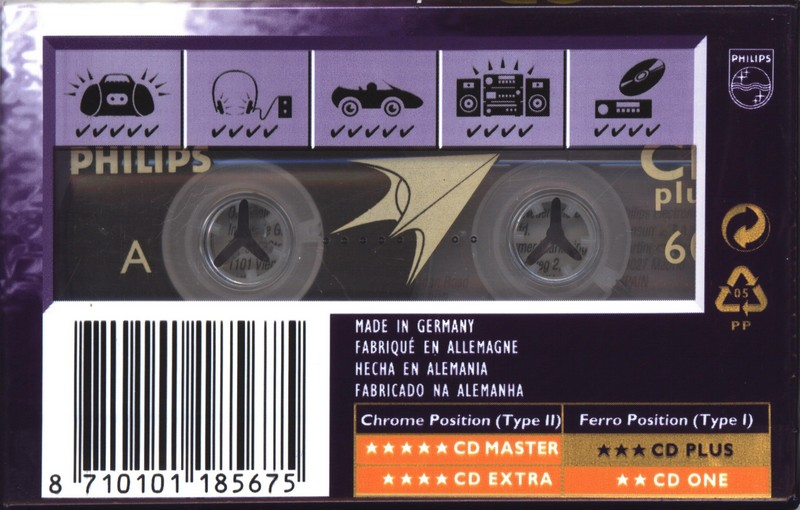 PHILIPS
PHILIPS
plu
A
60
05
PP
MADE IN GERMANY
FABRIQUÉ EN ALLEMAGNE
HECHA EN ALEMANIA
FABRICADO NA ALEMANHA
Chrome Position (Type II) Ferro Position (Type I)
★★★★★ CD MASTER ★★★ CD PLUS
★★★★ CD EXTRA ★★ CD ONE
8 710101 185675